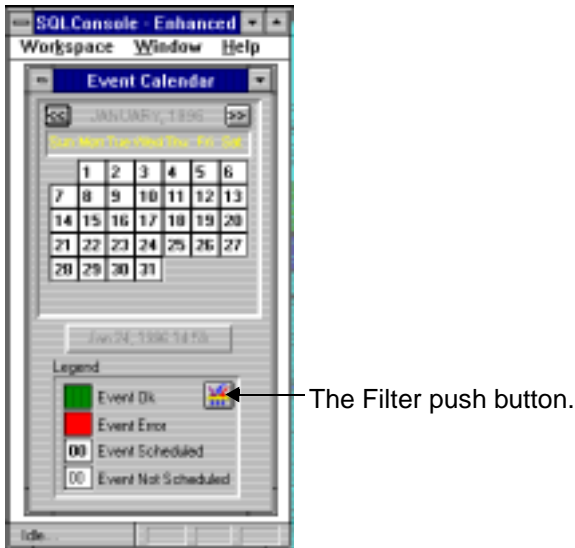 SQLConsole - Enhanced
Workspace Window Help
Event Calendar
<< JANUARY, 1996 >>
Sun Mon Tue Wed Thu Fri Sat
1 2 3 4 5 6
7 8 9 10 11 12 13
14 15 16 17 18 19 20
21 22 23 24 25 26 27
28 29 30 31
Jan 24, 1996 14:59
Legend
Event Ok
The Filter push button.
Event Error
00 Event Scheduled
00 Event Not Scheduled
Idle...